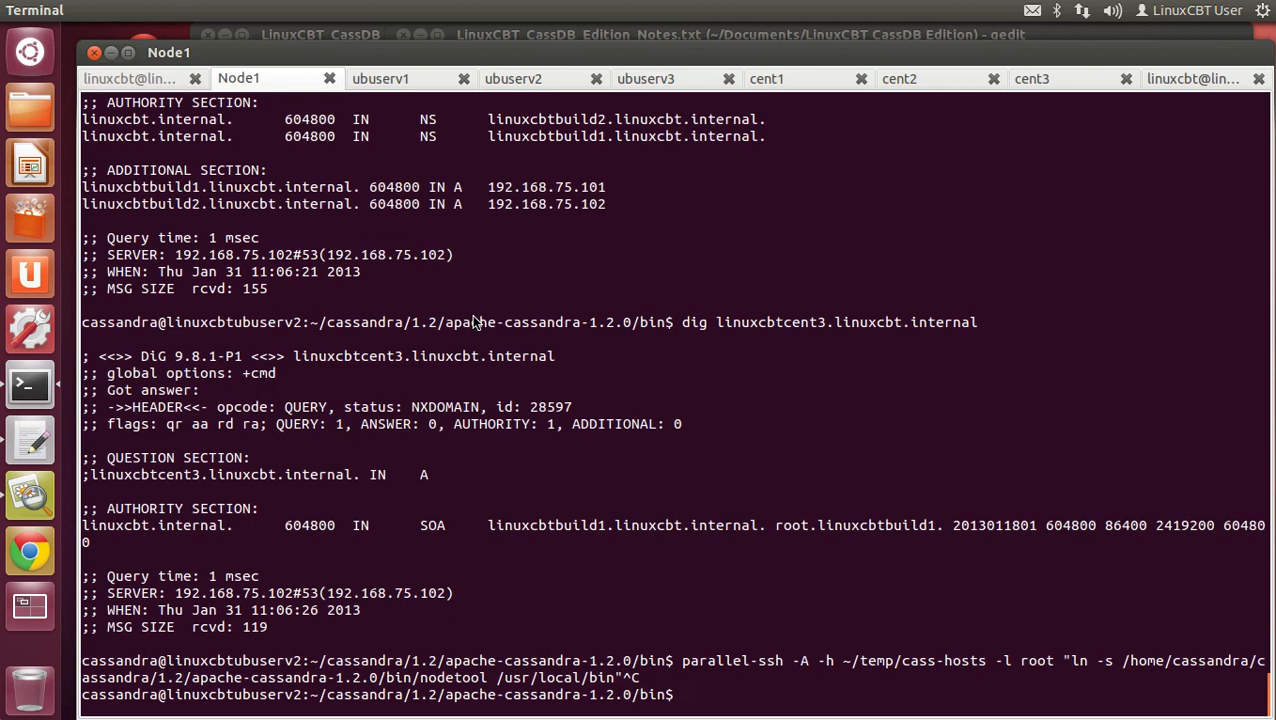 Terminal
LinuxCBT User
LinuxCBT_CassDB
LinuxCBT_CassDB_Edition_Notes.txt (~/Documents/LinuxCBT CassDB Edition) - gedit
Node1
linuxcbt@lin...
Node1
ubuserv1
ubuserv2
ubuserv3
cent1
cent2
cent3
linuxcbt@lin...
;; AUTHORITY SECTION:
linuxcbt.internal. 604800 IN NS linuxcbtbuild2.linuxcbt.internal.
linuxcbt.internal. 604800 IN NS linuxcbtbuild1.linuxcbt.internal.
;; ADDITIONAL SECTION:
linuxcbtbuild1.linuxcbt.internal. 604800 IN A 192.168.75.101
linuxcbtbuild2.linuxcbt.internal. 604800 IN A 192.168.75.102
;; Query time: 1 msec
;; SERVER: 192.168.75.102#53(192.168.75.102)
;; WHEN: Thu Jan 31 11:06:21 2013
;; MSG SIZE rcvd: 155
cassandra@linuxcbtubuserv2:~/cassandra/1.2/apache-cassandra-1.2.0/bin$ dig linuxcbtcent3.linuxcbt.internal
; <<>> DiG 9.8.1-P1 <<>> linuxcbtcent3.linuxcbt.internal
;; global options: +cmd
;; Got answer:
;; ->>HEADER<<- opcode: QUERY, status: NXDOMAIN, id: 28597
;; flags: qr aa rd ra; QUERY: 1, ANSWER: 0, AUTHORITY: 1, ADDITIONAL: 0
;; QUESTION SECTION:
;linuxcbtcent3.linuxcbt.internal. IN A
;; AUTHORITY SECTION:
linuxcbt.internal. 604800 IN SOA linuxcbtbuild1.linuxcbt.internal. root.linuxcbtbuild1. 2013011801 604800 86400 2419200 60480
0
;; Query time: 1 msec
;; SERVER: 192.168.75.102#53(192.168.75.102)
;; WHEN: Thu Jan 31 11:06:26 2013
;; MSG SIZE rcvd: 119
cassandra@linuxcbtubuserv2:~/cassandra/1.2/apache-cassandra-1.2.0/bin$ parallel-ssh -A -h ~/temp/cass-hosts -l root "ln -s /home/cassandra/c
assandra/1.2/apache-cassandra-1.2.0/bin/nodetool /usr/local/bin"^C
cassandra@linuxcbtubuserv2:~/cassandra/1.2/apache-cassandra-1.2.0/bin$